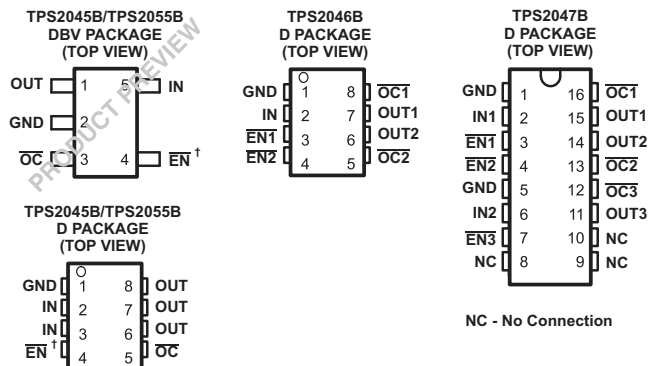 TPS2045B/TPS2055B
DBV PACKAGE
(TOP VIEW)
OUT 1 5 IN
GND 2
OC 3 4 EN †
PRODUCT PREVIEW
TPS2045B/TPS2055B
D PACKAGE
(TOP VIEW)
GND 1 8 OUT
IN 2 7 OUT
IN 3 6 OUT
EN † 4 5 OC
TPS2046B
D PACKAGE
(TOP VIEW)
GND 1 8 OC1
IN 2 7 OUT1
EN1 3 6 OUT2
EN2 4 5 OC2
TPS2047B
D PACKAGE
(TOP VIEW)
GND 1 16 OC1
IN1 2 15 OUT1
EN1 3 14 OUT2
EN2 4 13 OC2
GND 5 12 OC3
IN2 6 11 OUT3
EN3 7 10 NC
NC 8 9 NC
NC - No Connection